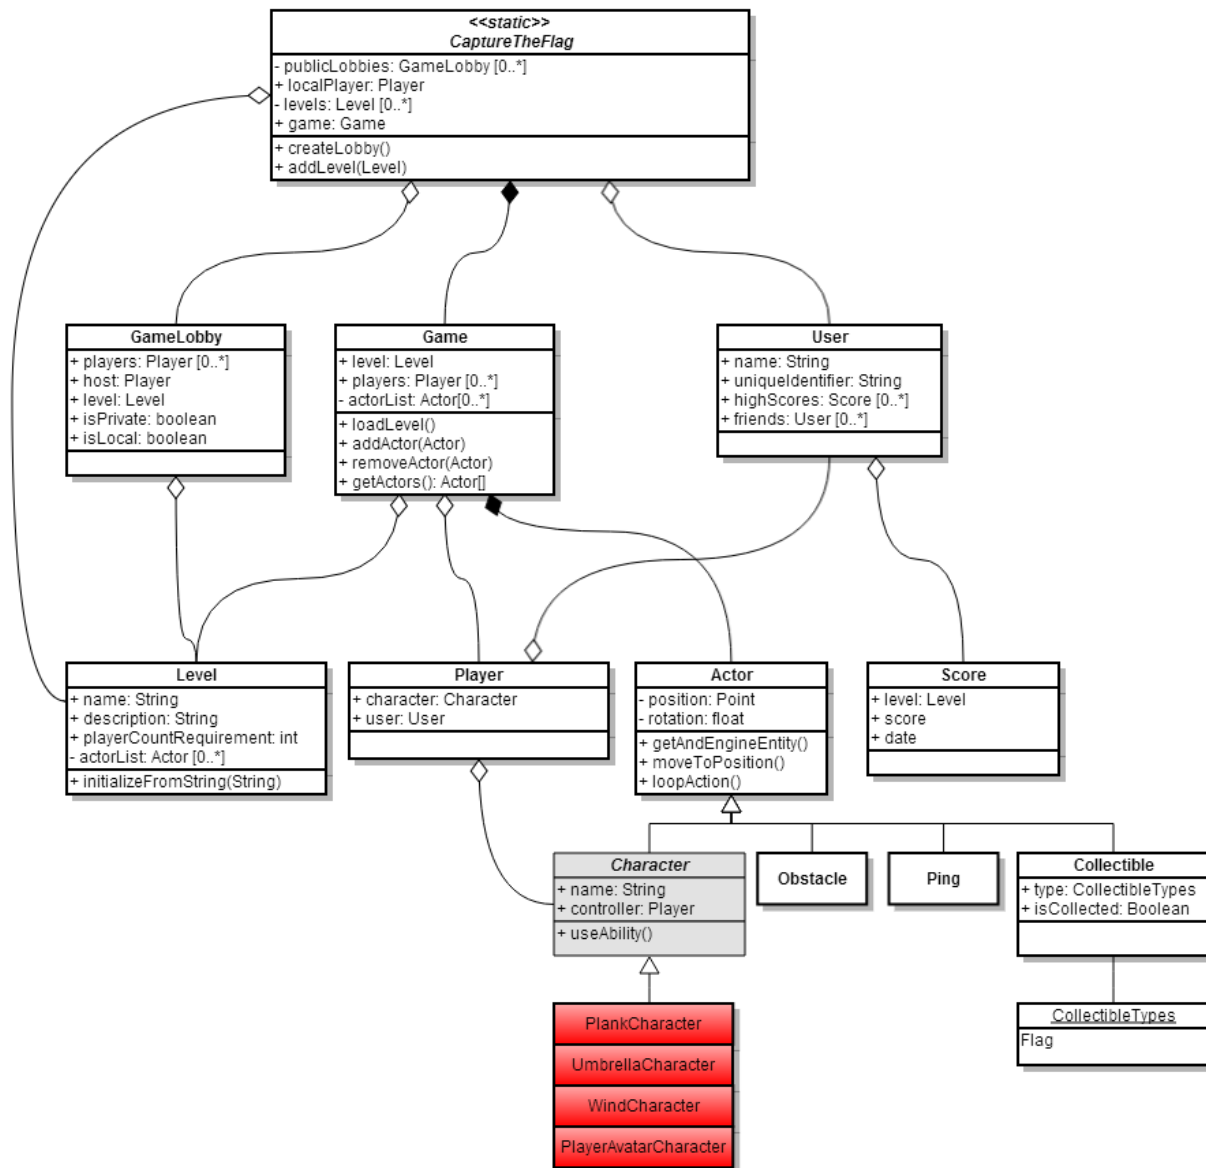 <<static>>
CaptureTheFlag
- publicLobbies: GameLobby [0..*]
+ localPlayer: Player
- levels: Level [0..*]
+ game: Game
+ createLobby()
+ addLevel(Level)
GameLobby
+ players: Player [0..*]
+ host: Player
+ level: Level
+ isPrivate: boolean
+ isLocal: boolean
Game
+ level: Level
+ players: Player [0..*]
- actorList: Actor[0..*]
+ loadLevel()
+ addActor(Actor)
+ removeActor(Actor)
+ getActors(): Actor[]
User
+ name: String
+ uniqueIdentifier: String
+ highScores: Score [0..*]
+ friends: User [0..*]
Level
+ name: String
+ description: String
+ playerCountRequirement: int
- actorList: Actor [0..*]
+ initializeFromString(String)
Player
+ character: Character
+ user: User
Actor
- position: Point
- rotation: float
+ getAndEngineEntity()
+ moveToPosition()
+ loopAction()
Score
+ level: Level
+ score
+ date
Character
+ name: String
+ controller: Player
+ useAbility()
Obstacle
Ping
Collectible
+ type: CollectibleTypes
+ isCollected: Boolean
PlankCharacter
UmbrellaCharacter
WindCharacter
PlayerAvatarCharacter
CollectibleTypes
Flag